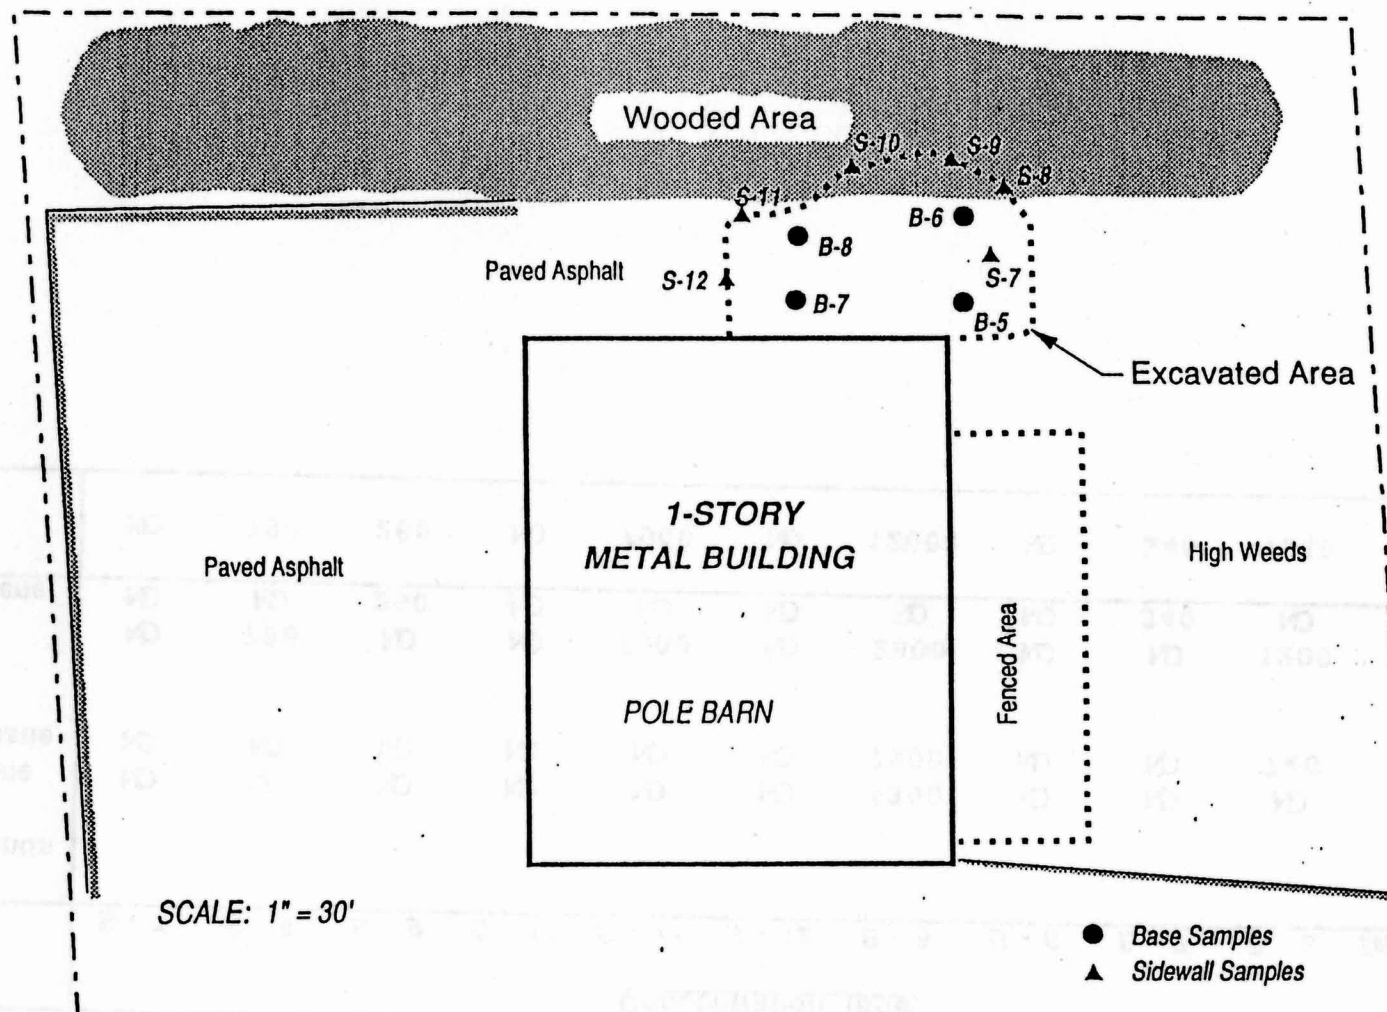 Wooded Area
S-10
S-9
S-8
S-11
B-6
B-8
Paved Asphalt
S-12
S-7
B-7
B-5
Excavated Area
1-STORY
METAL BUILDING
High Weeds
Paved Asphalt
Fenced Area
POLE BARN
SCALE: 1" = 30'
Base Samples
Sidewall Samples